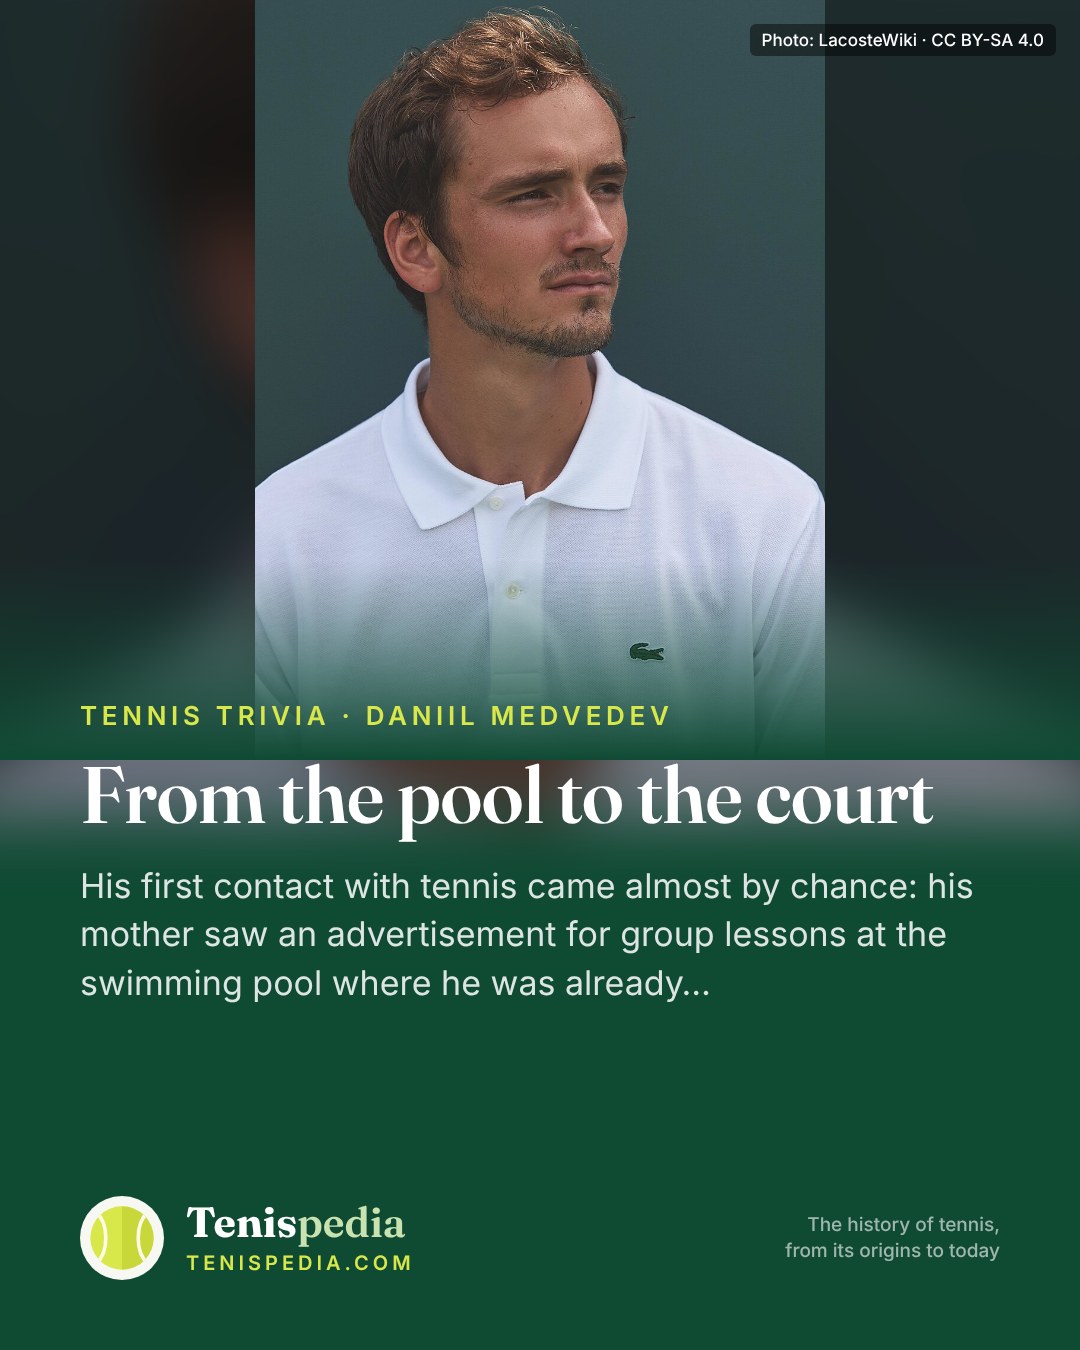 Photo: LacosteWiki · CC BY-SA 4.0
TENNIS TRIVIA · DANIIL MEDVEDEV
From the pool to the court
His first contact with tennis came almost by chance: his
mother saw an advertisement for group lessons at the
swimming pool where he was already...
Tenispedia
TENISPEDIA.COM
The history of tennis,
from its origins to today